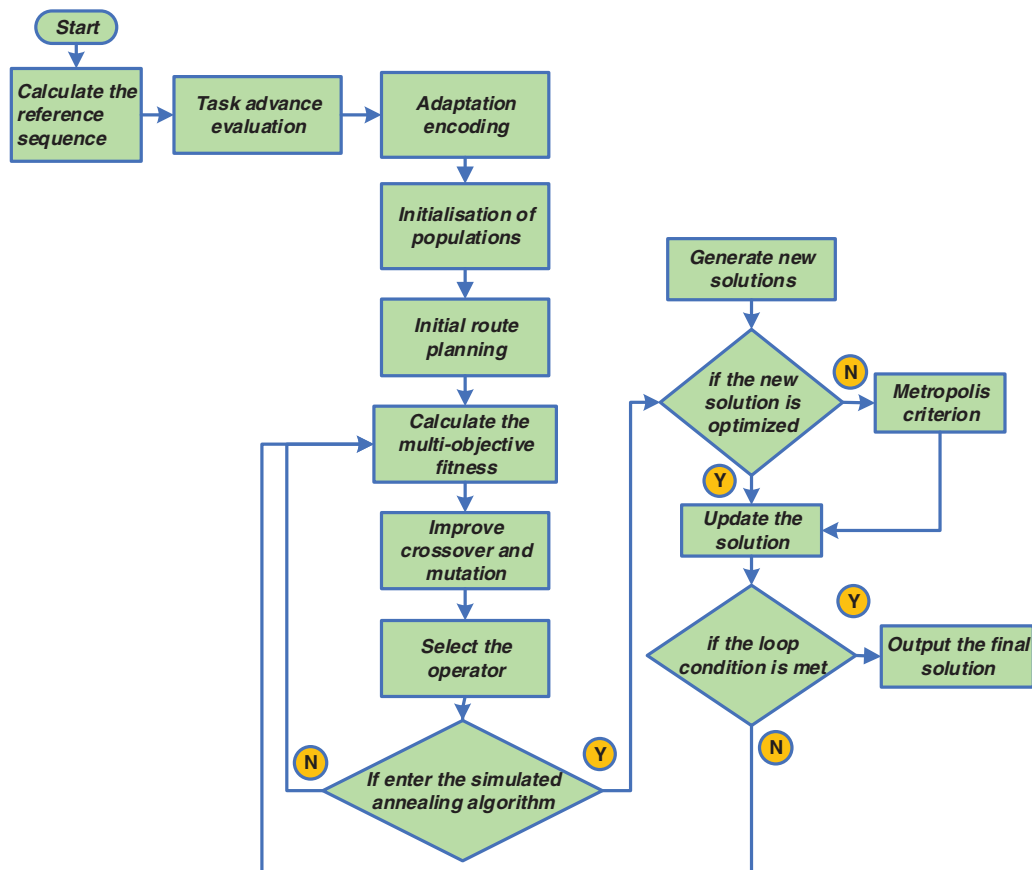 Start
Calculate the
reference
sequence
Task advance
evaluation
Adaptation
encoding
Initialisation of
populations
Initial route
planning
Calculate the
multi-objective
fitness
Improve
crossover and
mutation
Select the
operator
If enter the simulated
annealing algorithm
N
Y
Generate new
solutions
if the new
solution is
optimized
N
Metropolis
criterion
Y
Update the
solution
if the loop
condition is met
Y
Output the final
solution
N